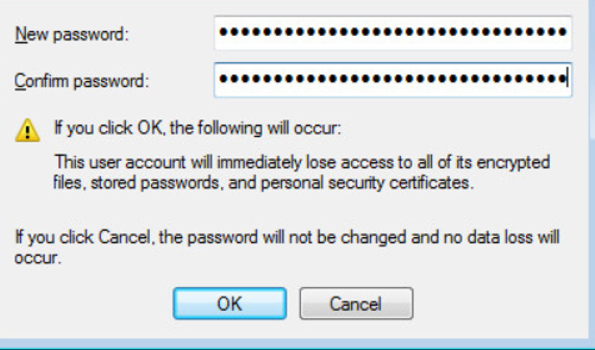 New password:
Confirm password:
If you click OK, the following will occur:
This user account will immediately lose access to all of its encrypted
files, stored passwords, and personal security certificates.
If you click Cancel, the password will not be changed and no data loss will
occur.
OK
Cancel